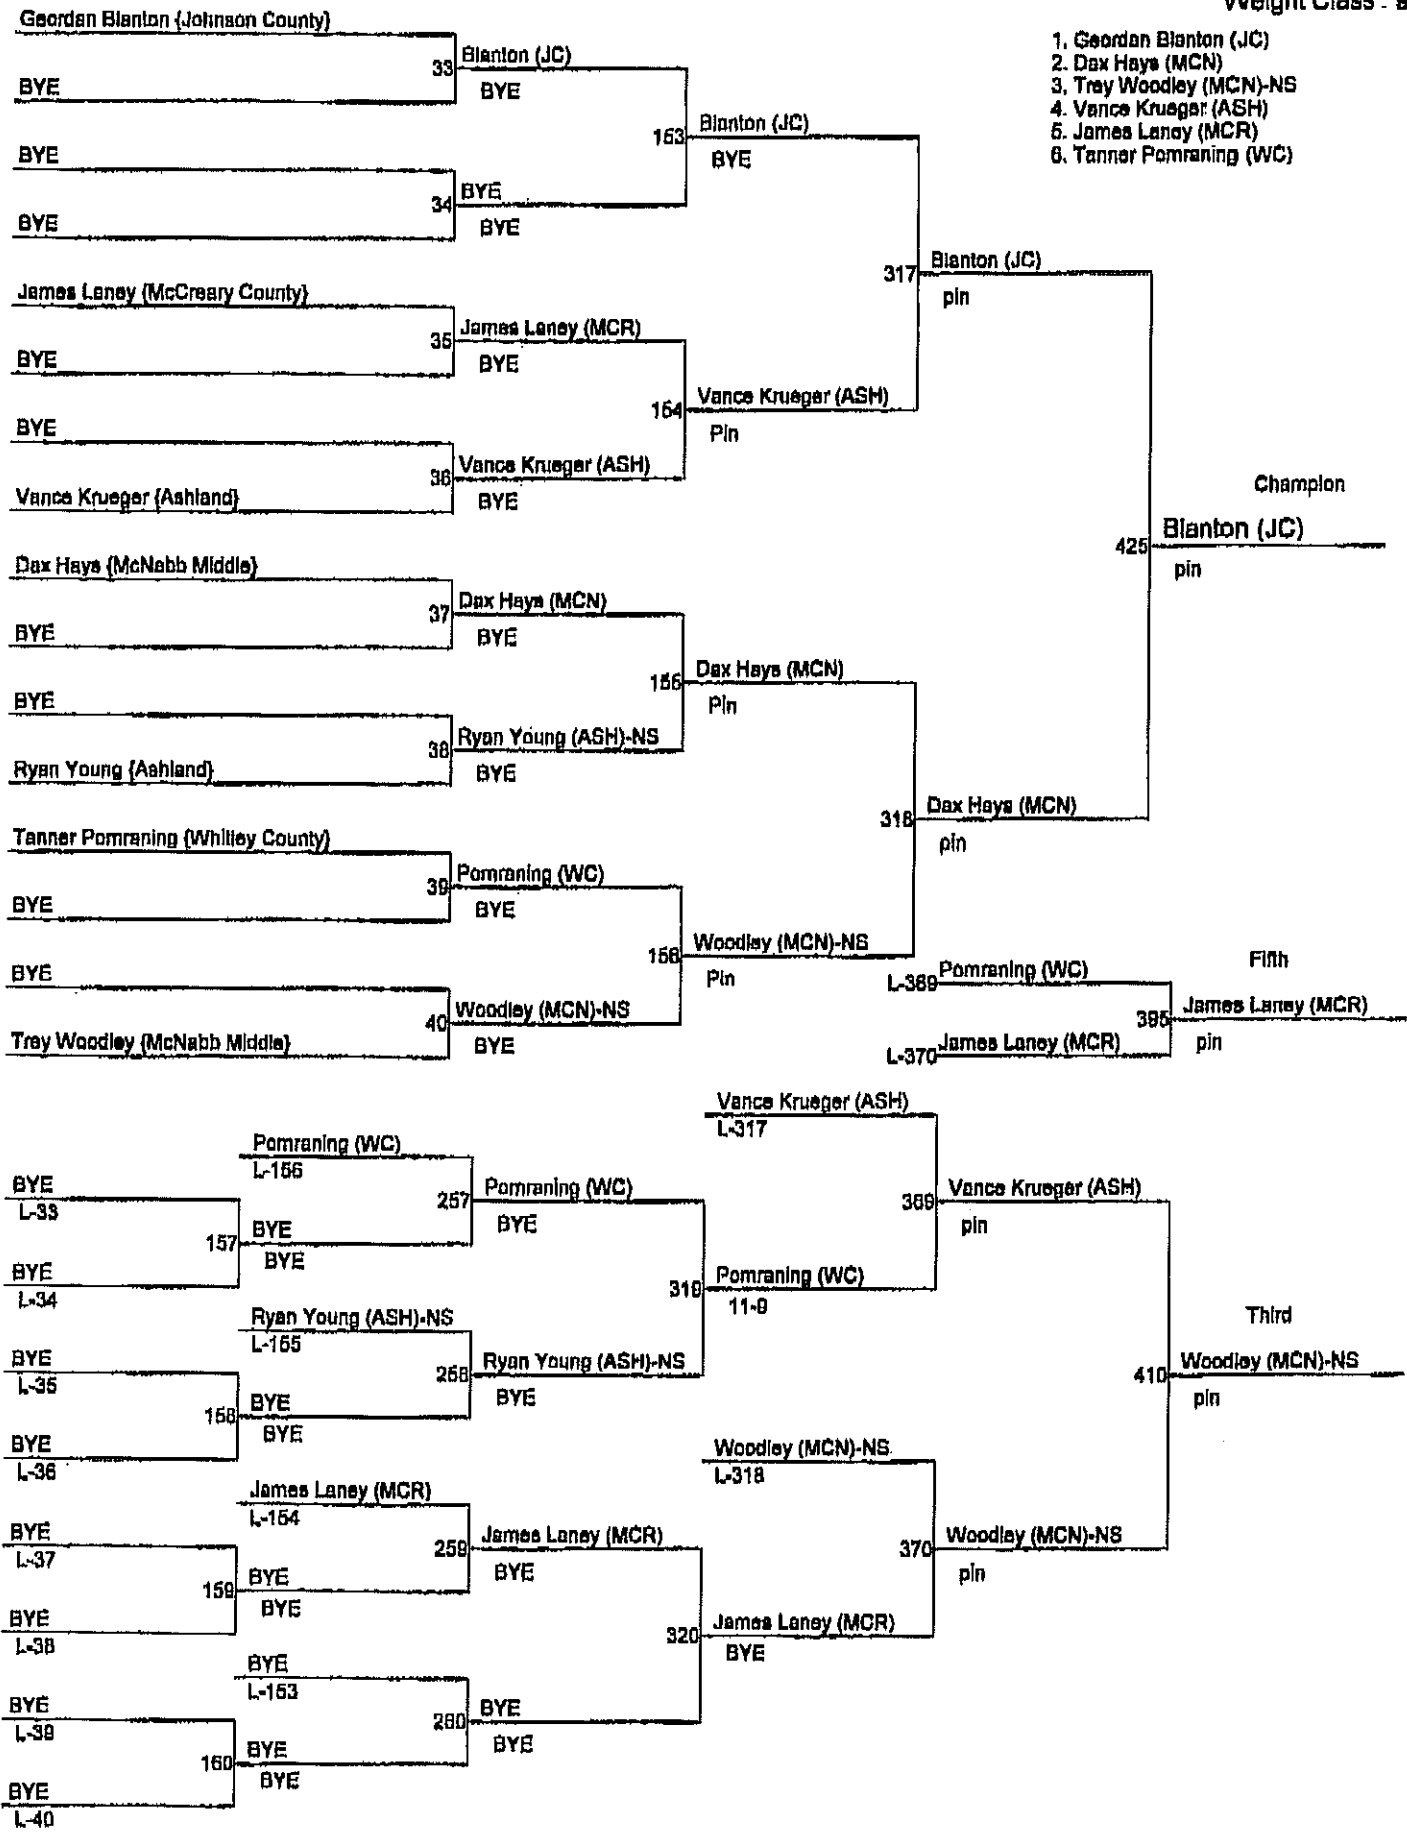 Weight Class -
1. Geordan Blanton (JC)
2. Dax Hays (MCN)
3. Trey Woodley (MCN)-NS
4. Vance Krueger (ASH)
5. James Laney (MCR)
6. Tanner Pomraning (WC)
Geordan Blanton {Johnson County}
33 Blanton (JC)
BYE
BYE
153 Blanton (JC)
BYE
BYE
34 BYE
BYE
BYE
317 Blanton (JC)
pin
James Laney {McCreary County}
35 James Laney (MCR)
BYE
BYE
154 Vance Krueger (ASH)
Pin
BYE
36 Vance Krueger (ASH)
BYE
Vance Krueger {Ashland}
Champion
425 Blanton (JC)
pin
Dax Hays {McNabb Middle}
37 Dax Hays (MCN)
BYE
BYE
155 Dax Hays (MCN)
Pin
BYE
38 Ryan Young (ASH)-NS
BYE
Ryan Young {Ashland}
318 Dax Hays (MCN)
pin
Tanner Pomraning {Whitley County}
39 Pomraning (WC)
BYE
BYE
156 Woodley (MCN)-NS
Pin
BYE
40 Woodley (MCN)-NS
BYE
Trey Woodley {McNabb Middle}
Fifth
L-369 Pomraning (WC)
395 James Laney (MCR)
pin
L-370 James Laney (MCR)
Vance Krueger (ASH)
L-317
Pomraning (WC)
L-156
BYE
L-33
257 Pomraning (WC)
BYE
369 Vance Krueger (ASH)
pin
157 BYE
BYE
BYE
L-34
319 Pomraning (WC)
11-9
Ryan Young (ASH)-NS
L-155
Third
BYE
L-35
258 Ryan Young (ASH)-NS
BYE
410 Woodley (MCN)-NS
pin
158 BYE
BYE
BYE
L-36
Woodley (MCN)-NS
L-318
James Laney (MCR)
L-154
BYE
L-37
259 James Laney (MCR)
BYE
370 Woodley (MCN)-NS
pin
159 BYE
BYE
BYE
L-38
320 James Laney (MCR)
BYE
BYE
L-153
BYE
L-39
260 BYE
BYE
160 BYE
BYE
BYE
L-40